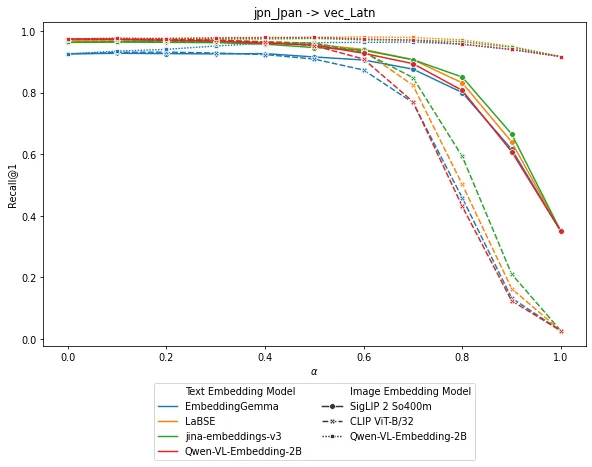 jpn_Jpan -> vec_Latn
Recall@1
1.0
0.8
0.6
0.4
0.2
0.0
0.0 0.2 0.4 0.6 0.8 1.0
α
Text Embedding Model
EmbeddingGemma
LaBSE
jina-embeddings-v3
Qwen-VL-Embedding-2B
Image Embedding Model
SigLIP 2 So400m
CLIP ViT-B/32
Qwen-VL-Embedding-2B